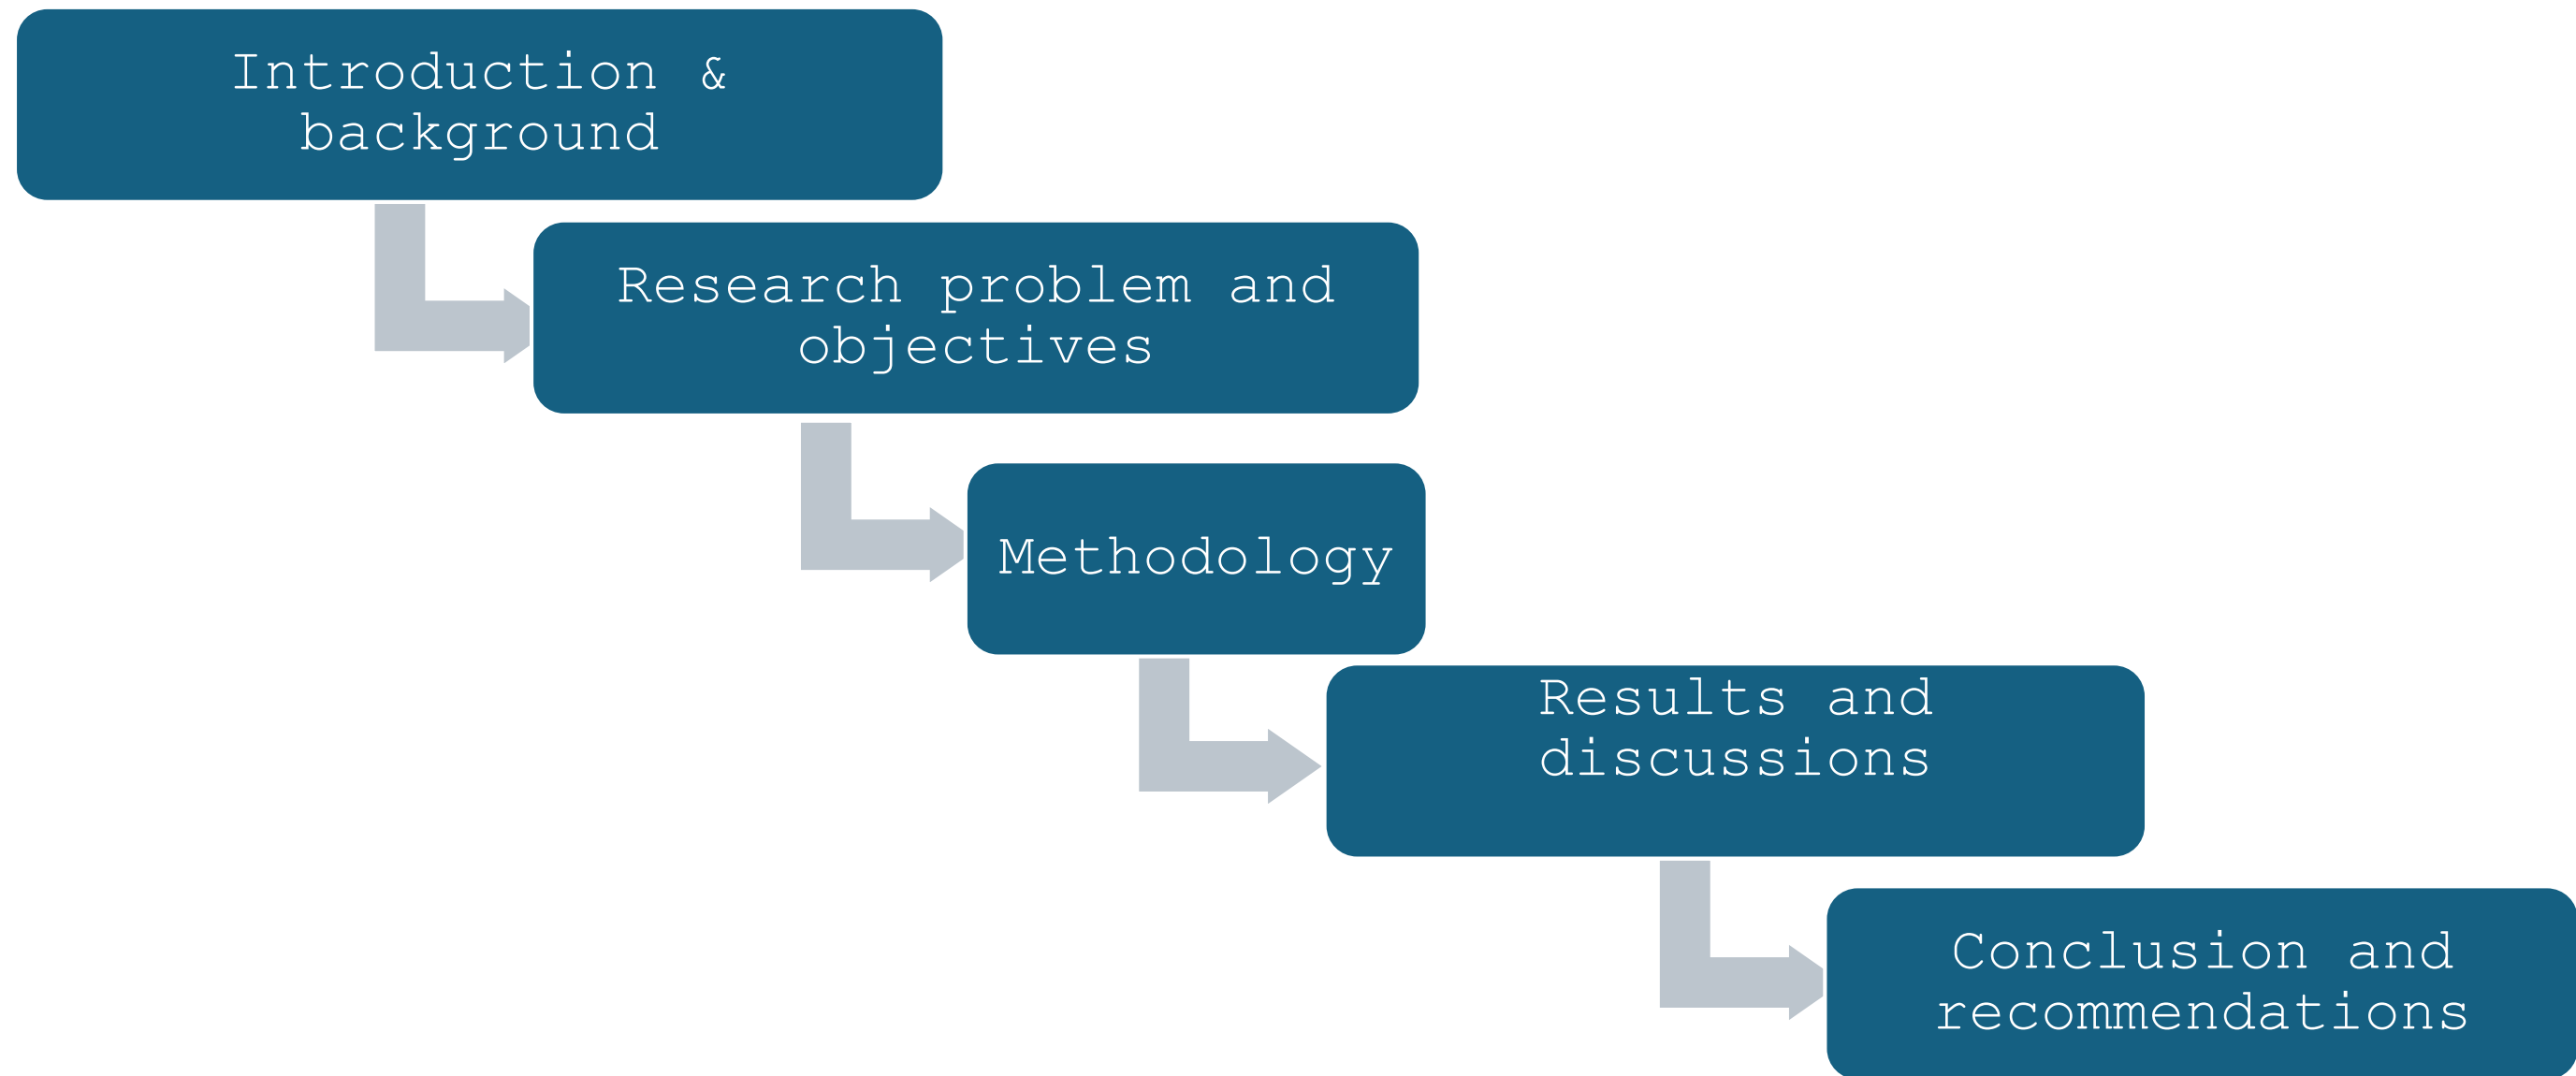 Introduction &
background
Research problem and
objectives
Methodology
Results and
discussions
Conclusion and
recommendations